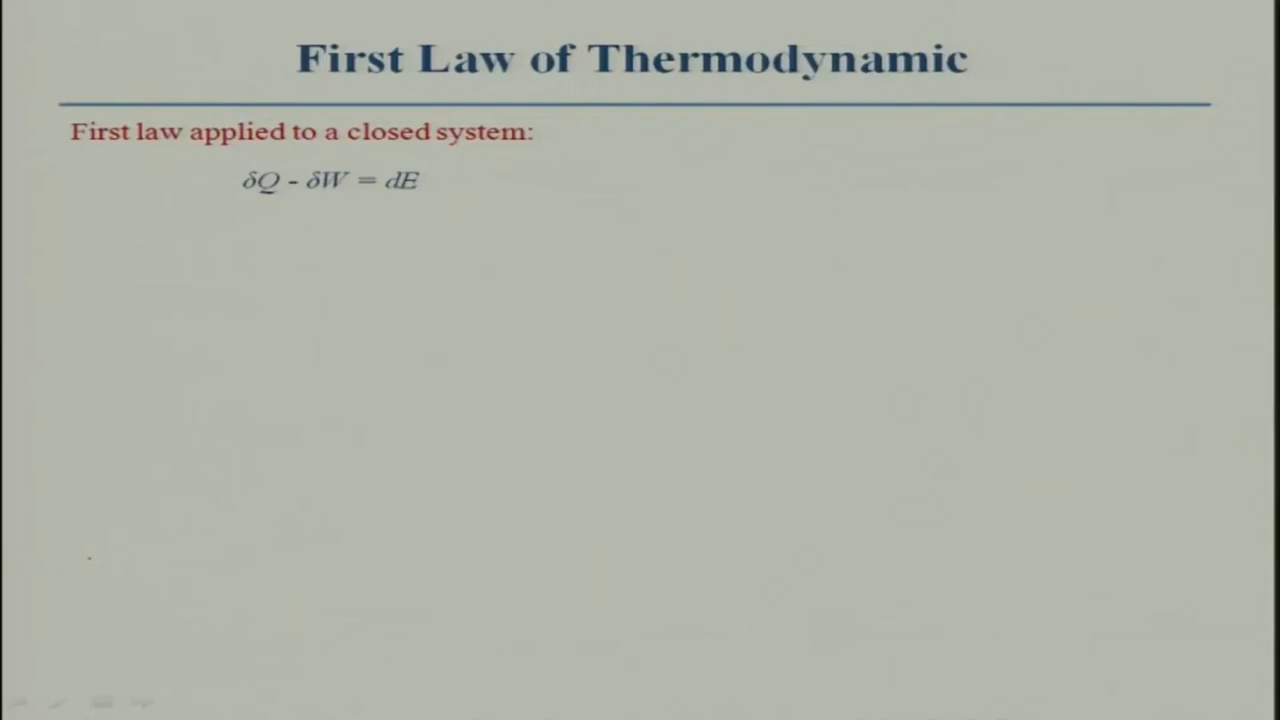 First Law of Thermodynamic
First law applied to a closed system:
δQ - δW = dE